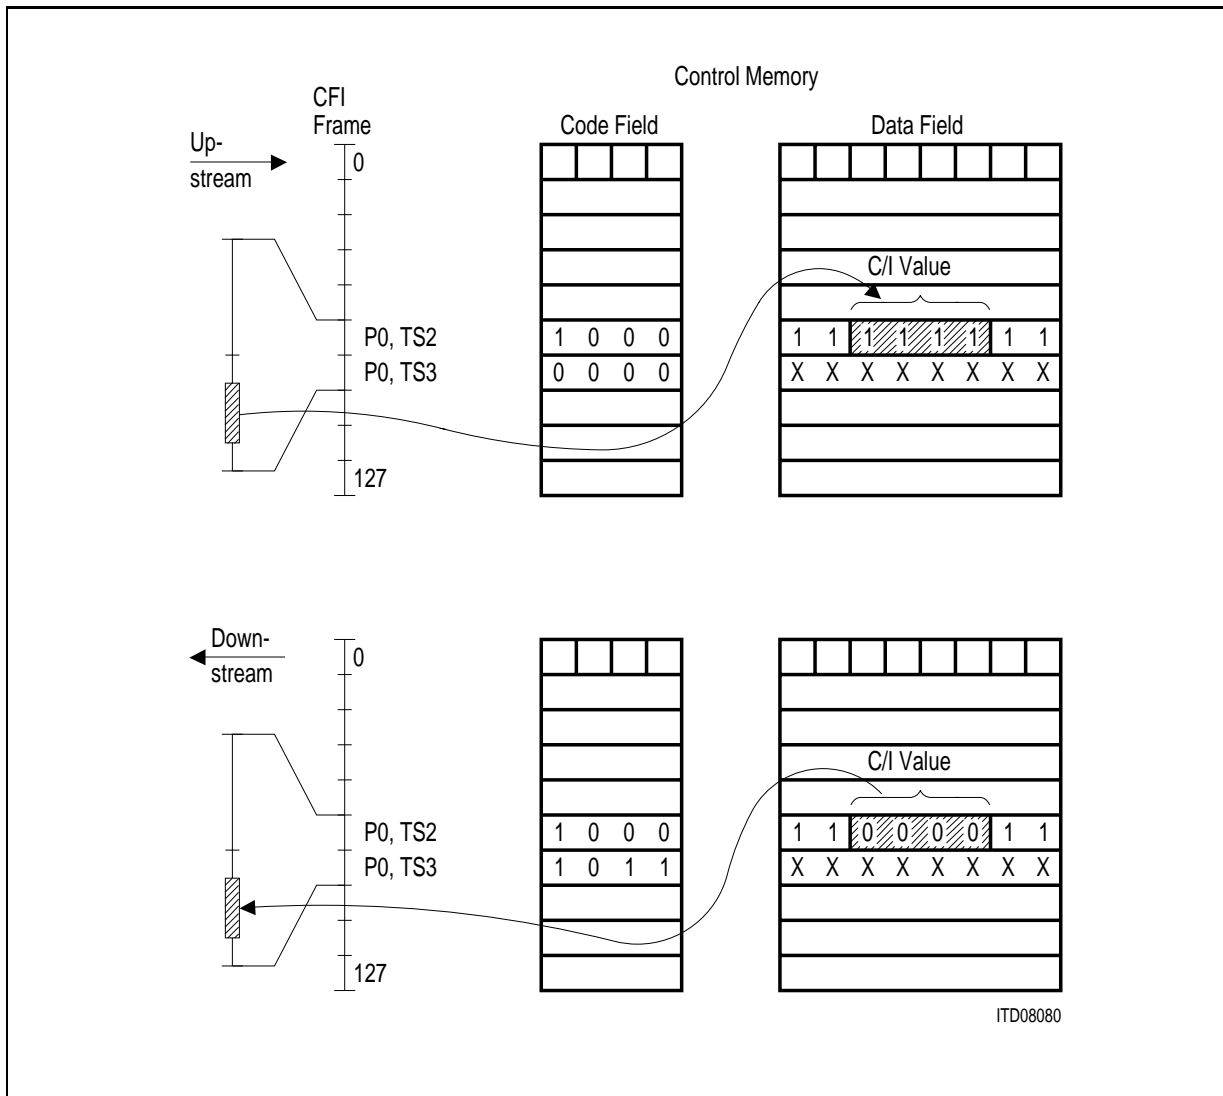 Control Memory
CFI
Frame
Code Field
Data Field
Up-
stream
0
C/I Value
P0, TS2
1 0 0 0
1 1 1 1 1 1 1 1
P0, TS3
0 0 0 0
X X X X X X X X
127
Down-
stream
0
C/I Value
P0, TS2
1 0 0 0
1 1 0 0 0 0 1 1
P0, TS3
1 0 1 1
X X X X X X X X
127
ITD08080